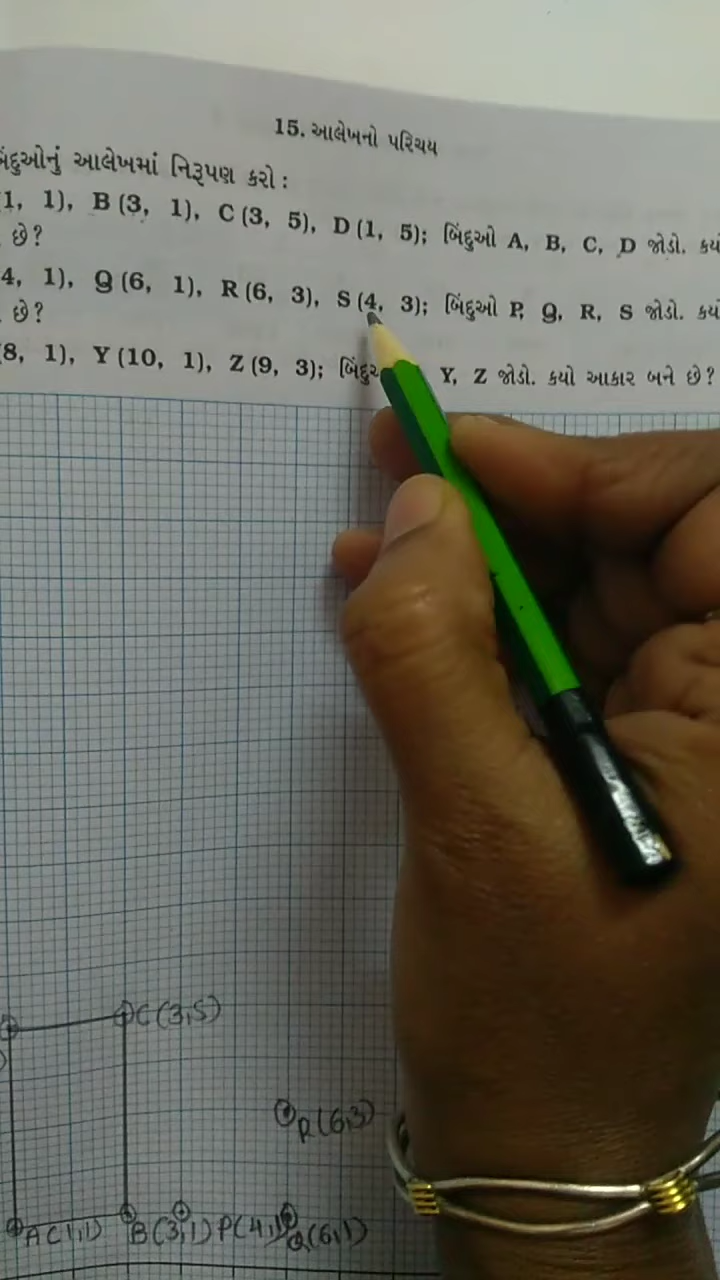 15. આલેખનો પરિચય
બિંદુઓનું આલેખમાં નિરૂપણ કરો :
1, 1), B (3, 1), C (3, 5), D (1, 5); બિંદુઓ A, B, C, D જોડો. કયો
છે?
4, 1), Q (6, 1), R (6, 3), S (4, 3); બિંદુઓ P, Q, R, S જોડો. કયો
છે?
8, 1), Y (10, 1), Z (9, 3); Y, Z જોડો. કયો આકાર બને છે?
C(3,5)
R(6,3)
A(1,1) B(3,1) P(4,1) Q(6,1)